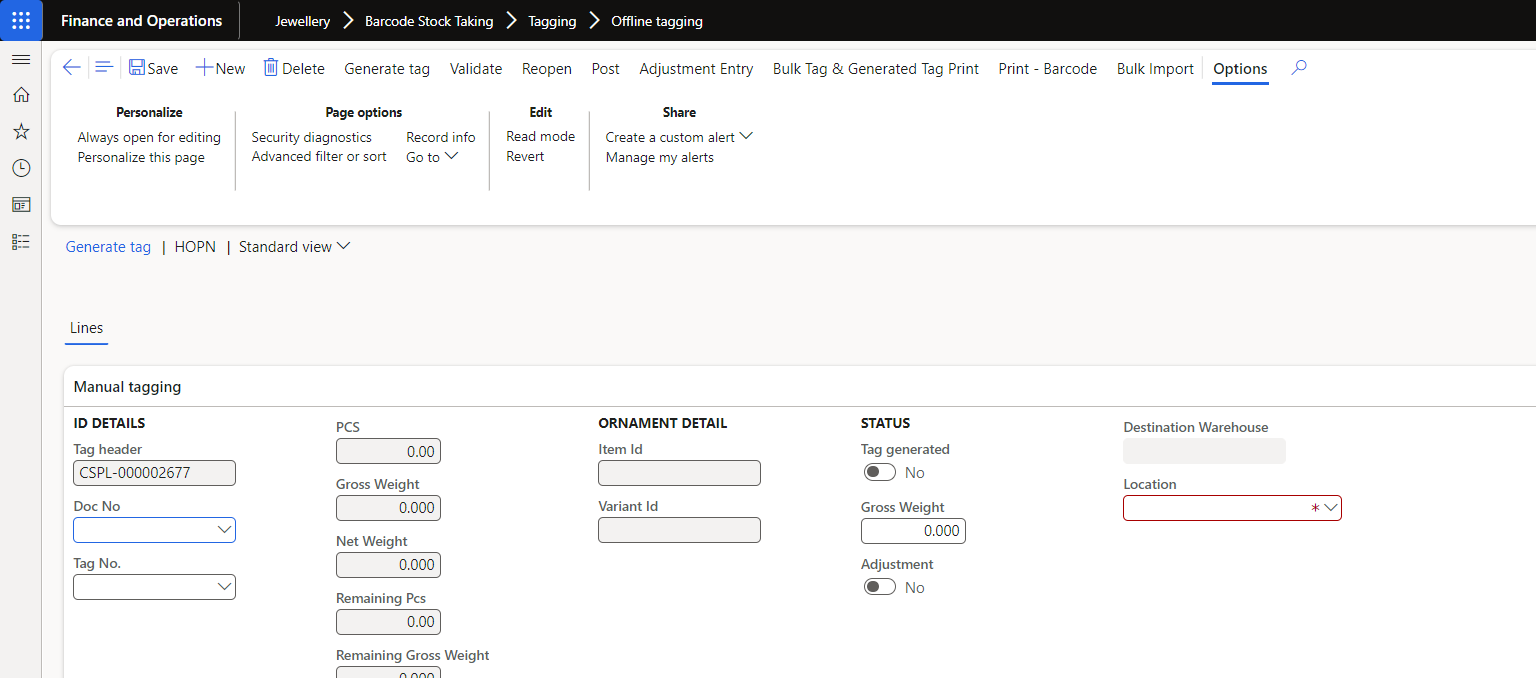 Finance and Operations
Jewellery
Barcode Stock Taking
Tagging
Offline tagging
Save
New
Delete
Generate tag
Validate
Reopen
Post
Adjustment Entry
Bulk Tag & Generated Tag Print
Print - Barcode
Bulk Import
Options
Personalize
Always open for editing
Personalize this page
Page options
Security diagnostics
Advanced filter or sort
Record info
Go to
Edit
Read mode
Revert
Share
Create a custom alert
Manage my alerts
Generate tag | HOPN | Standard view
Lines
Manual tagging
ID DETAILS
Tag header
CSPL-000002677
Doc No
Tag No.
PCS
0.00
Gross Weight
0.000
Net Weight
0.000
Remaining Pcs
0.00
Remaining Gross Weight
0.000
ORNAMENT DETAIL
Item Id
Variant Id
STATUS
Tag generated
No
Gross Weight
0.000
Adjustment
No
Destination Warehouse
Location
*